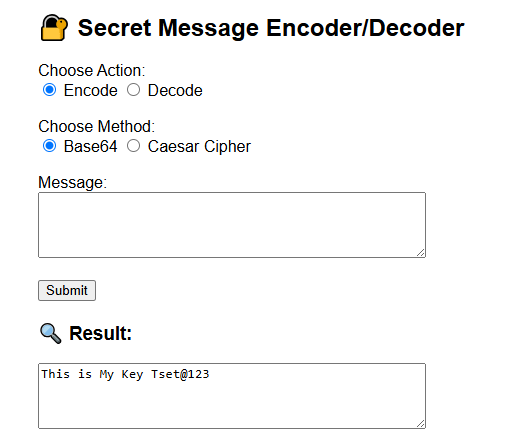 Secret Message Encoder/Decoder
Choose Action:
Encode Decode
Choose Method:
Base64 Caesar Cipher
Message:
Submit
Result:
This is My Key Tset@123